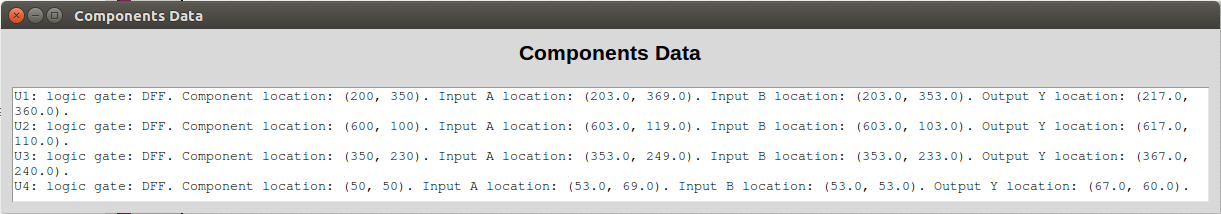 Components Data
Components Data
U1: logic gate: DFF. Component location: (200, 350). Input A location: (203.0, 369.0). Input B location: (203.0, 353.0). Output Y location: (217.0,
360.0).
U2: logic gate: DFF. Component location: (600, 100). Input A location: (603.0, 119.0). Input B location: (603.0, 103.0). Output Y location: (617.0,
110.0).
U3: logic gate: DFF. Component location: (350, 230). Input A location: (353.0, 249.0). Input B location: (353.0, 233.0). Output Y location: (367.0,
240.0).
U4: logic gate: DFF. Component location: (50, 50). Input A location: (53.0, 69.0). Input B location: (53.0, 53.0). Output Y location: (67.0, 60.0).